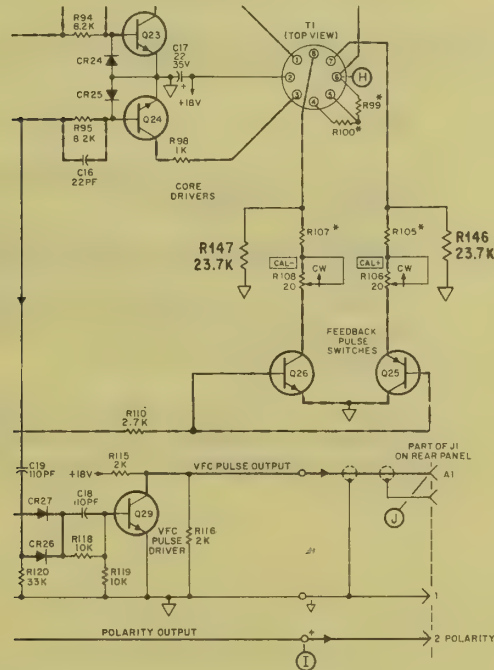 R94
8.2K
Q23
C17
22
35V
+
+18V
CR24
CR25
R95
8.2K
Q24
R98
1K
C16
22PF
CORE
DRIVERS
T1
(TOP VIEW)
1
2
3
4
5
6
7
8
H
R99*
R100*
R147
23.7K
R107*
CAL-
R108
20
CW
R105*
CAL+
R106
20
CW
R146
23.7K
FEEDBACK
PULSE
SWITCHES
Q26
Q25
R110
2.7K
C19
110PF
+18V
R115
2K
VFC PULSE OUTPUT
PART OF J1
ON REAR PANEL
A1
J
CR27
C18
110PF
Q29
VFC
PULSE
DRIVER
R116
2K
CR26
R118
10K
R120
33K
R119
10K
1
POLARITY OUTPUT
+
I
2 POLARITY